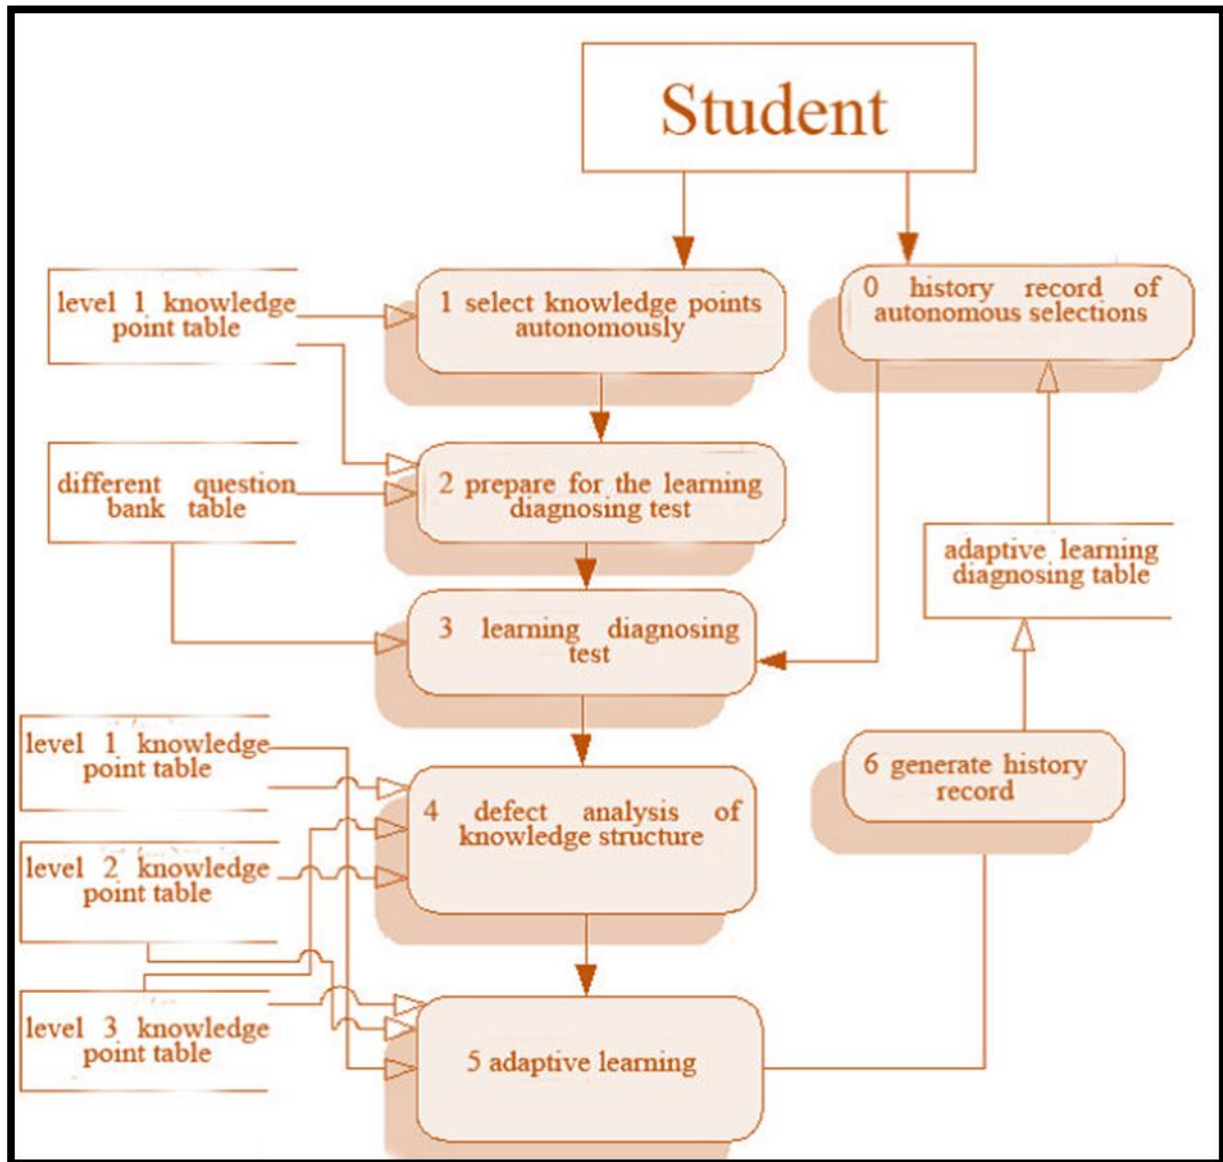 Student
level 1 knowledge
point table
1 select knowledge points
autonomously
0 history record of
autonomous selections
different question
bank table
2 prepare for the learning
diagnosing test
adaptive learning
diagnosing table
3 learning diagnosing
test
level 1 knowledge
point table
4 defect analysis of
knowledge structure
6 generate history
record
level 2 knowledge
point table
level 3 knowledge
point table
5 adaptive learning